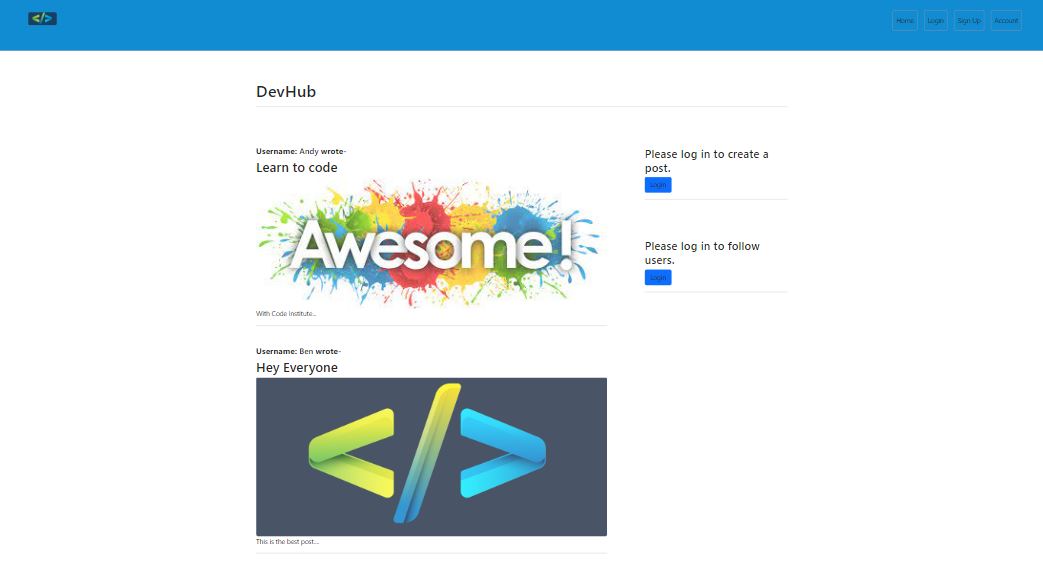 </>
Home Login Sign Up Account
DevHub
Username: Andy wrote-
Learn to code
Awesome!
With Code Institute...
Username: Ben wrote-
Hey Everyone
</>
This is the best post....
Please log in to create a
post.
Login
Please log in to follow
users.
Login